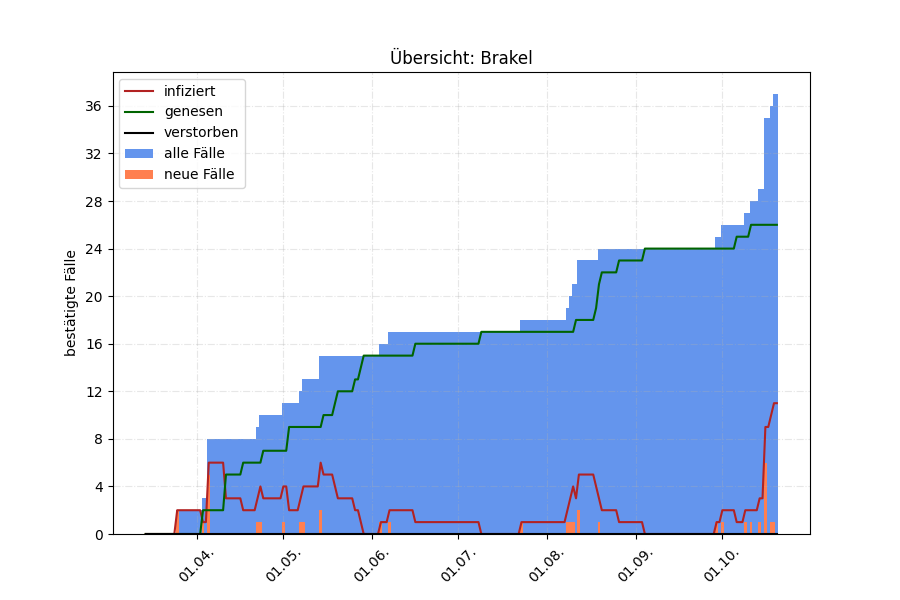 Übersicht: Brakel
infiziert
genesen
verstorben
alle Fälle
neue Fälle
bestätigte Fälle
36
32
28
24
20
16
12
8
4
0
01.04.
01.05.
01.06.
01.07.
01.08.
01.09.
01.10.